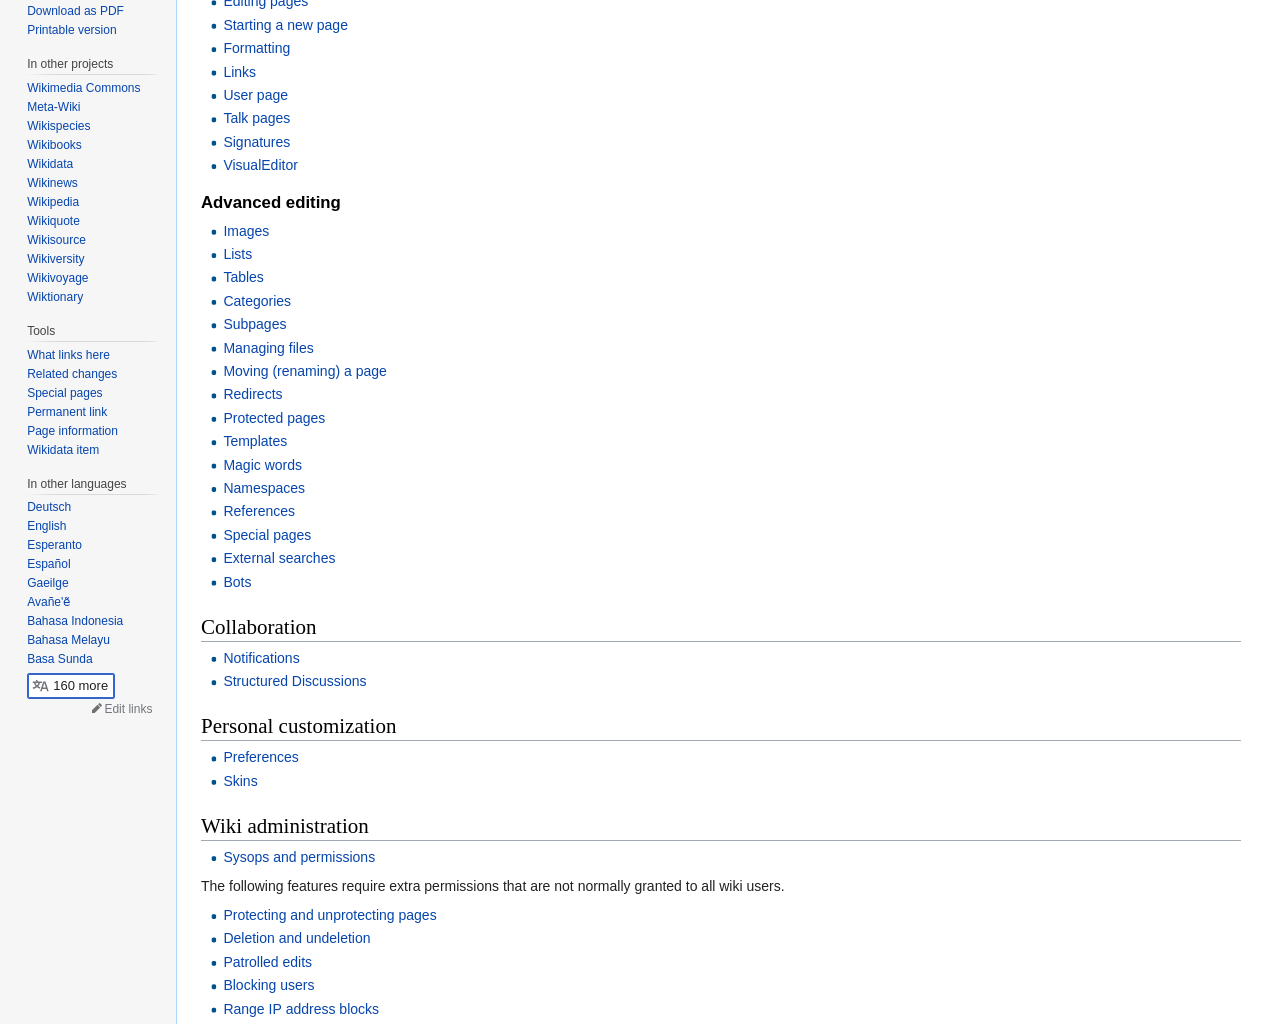 Download as PDF
Printable version
In other projects
Wikimedia Commons
Meta-Wiki
Wikispecies
Wikibooks
Wikidata
Wikinews
Wikipedia
Wikiquote
Wikisource
Wikiversity
Wikivoyage
Wiktionary
Tools
What links here
Related changes
Special pages
Permanent link
Page information
Wikidata item
In other languages
Deutsch
English
Esperanto
Español
Gaeilge
Avañe'ẽ
Bahasa Indonesia
Bahasa Melayu
Basa Sunda
160 more
Edit links
Editing pages
Starting a new page
Formatting
Links
User page
Talk pages
Signatures
VisualEditor
Advanced editing
Images
Lists
Tables
Categories
Subpages
Managing files
Moving (renaming) a page
Redirects
Protected pages
Templates
Magic words
Namespaces
References
Special pages
External searches
Bots
Collaboration
Notifications
Structured Discussions
Personal customization
Preferences
Skins
Wiki administration
Sysops and permissions
The following features require extra permissions that are not normally granted to all wiki users.
Protecting and unprotecting pages
Deletion and undeletion
Patrolled edits
Blocking users
Range IP address blocks